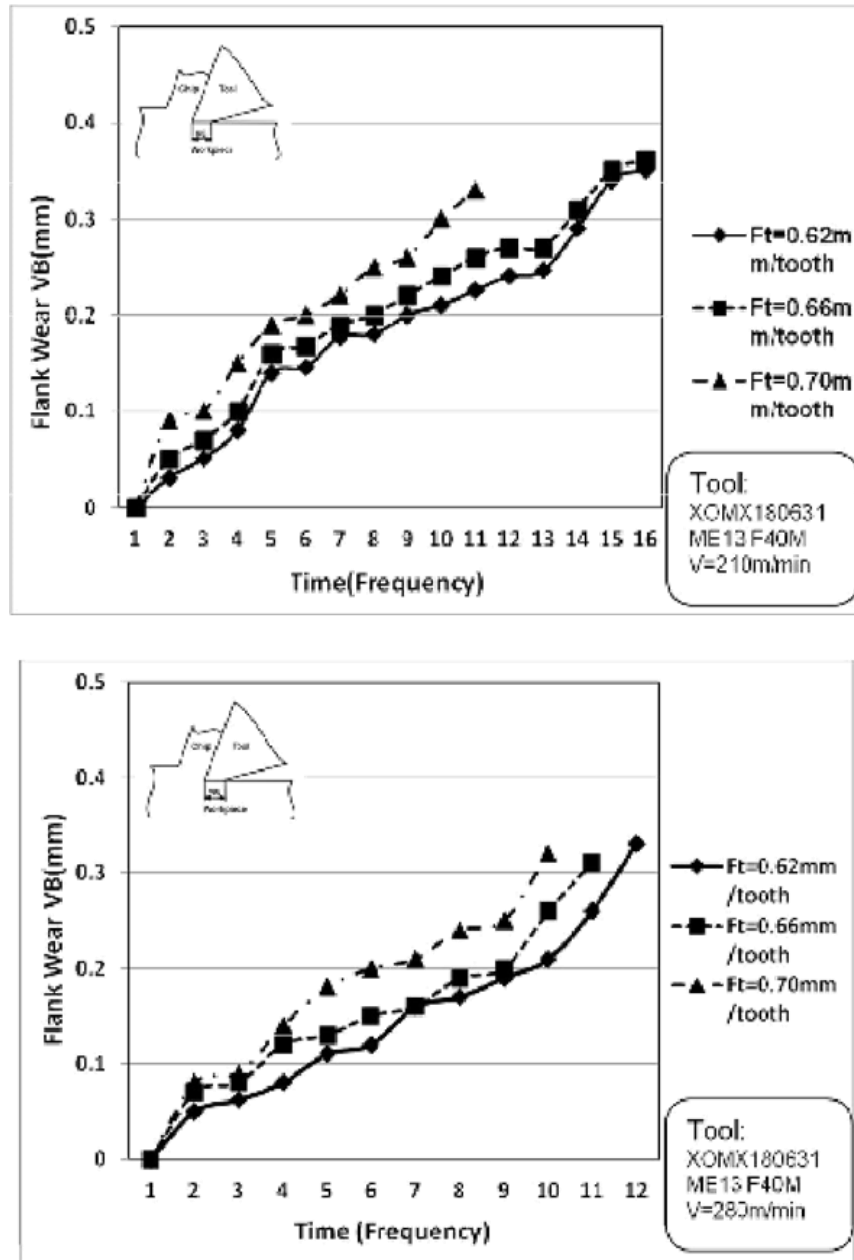 0.5
0.4
0.3
0.2
0.1
0
Flank Wear VB(mm)
Chip Tool
Workpiece
1 2 3 4 5 6 7 8 9 10 11 12 13 14 15 16
Time(Frequency)
Ft=0.62m
m/tooth
Ft=0.66m
m/tooth
Ft=0.70m
m/tooth
Tool:
XOMX180631
ME13 F40M
V=210m/min
0.5
0.4
0.3
0.2
0.1
0
Flank Wear VB(mm)
Chip Tool
Workpiece
1 2 3 4 5 6 7 8 9 10 11 12
Time (Frequency)
Ft=0.62mm
/tooth
Ft=0.66mm
/tooth
Ft=0.70mm
/tooth
Tool:
XOMX180631
ME13 F40M
V=280m/min